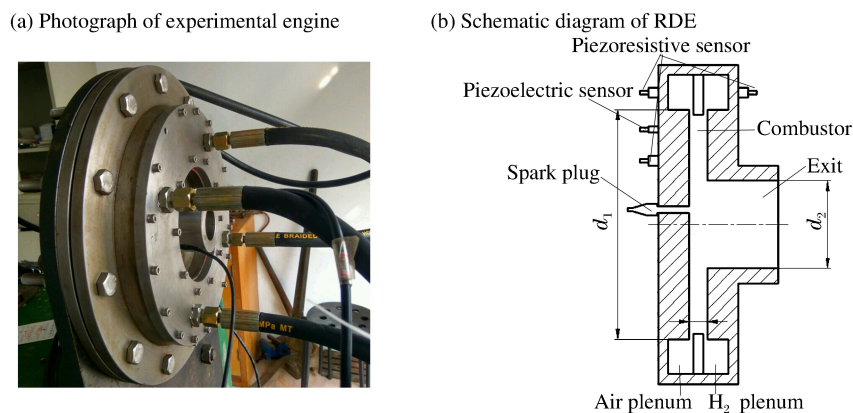 (a) Photograph of experimental engine
E BRAIDED
MPa MT
(b) Schematic diagram of RDE
Piezoresistive sensor
Piezoelectric sensor
Combustor
Spark plug
Exit
d₁
d₂
Air plenum
H₂ plenum